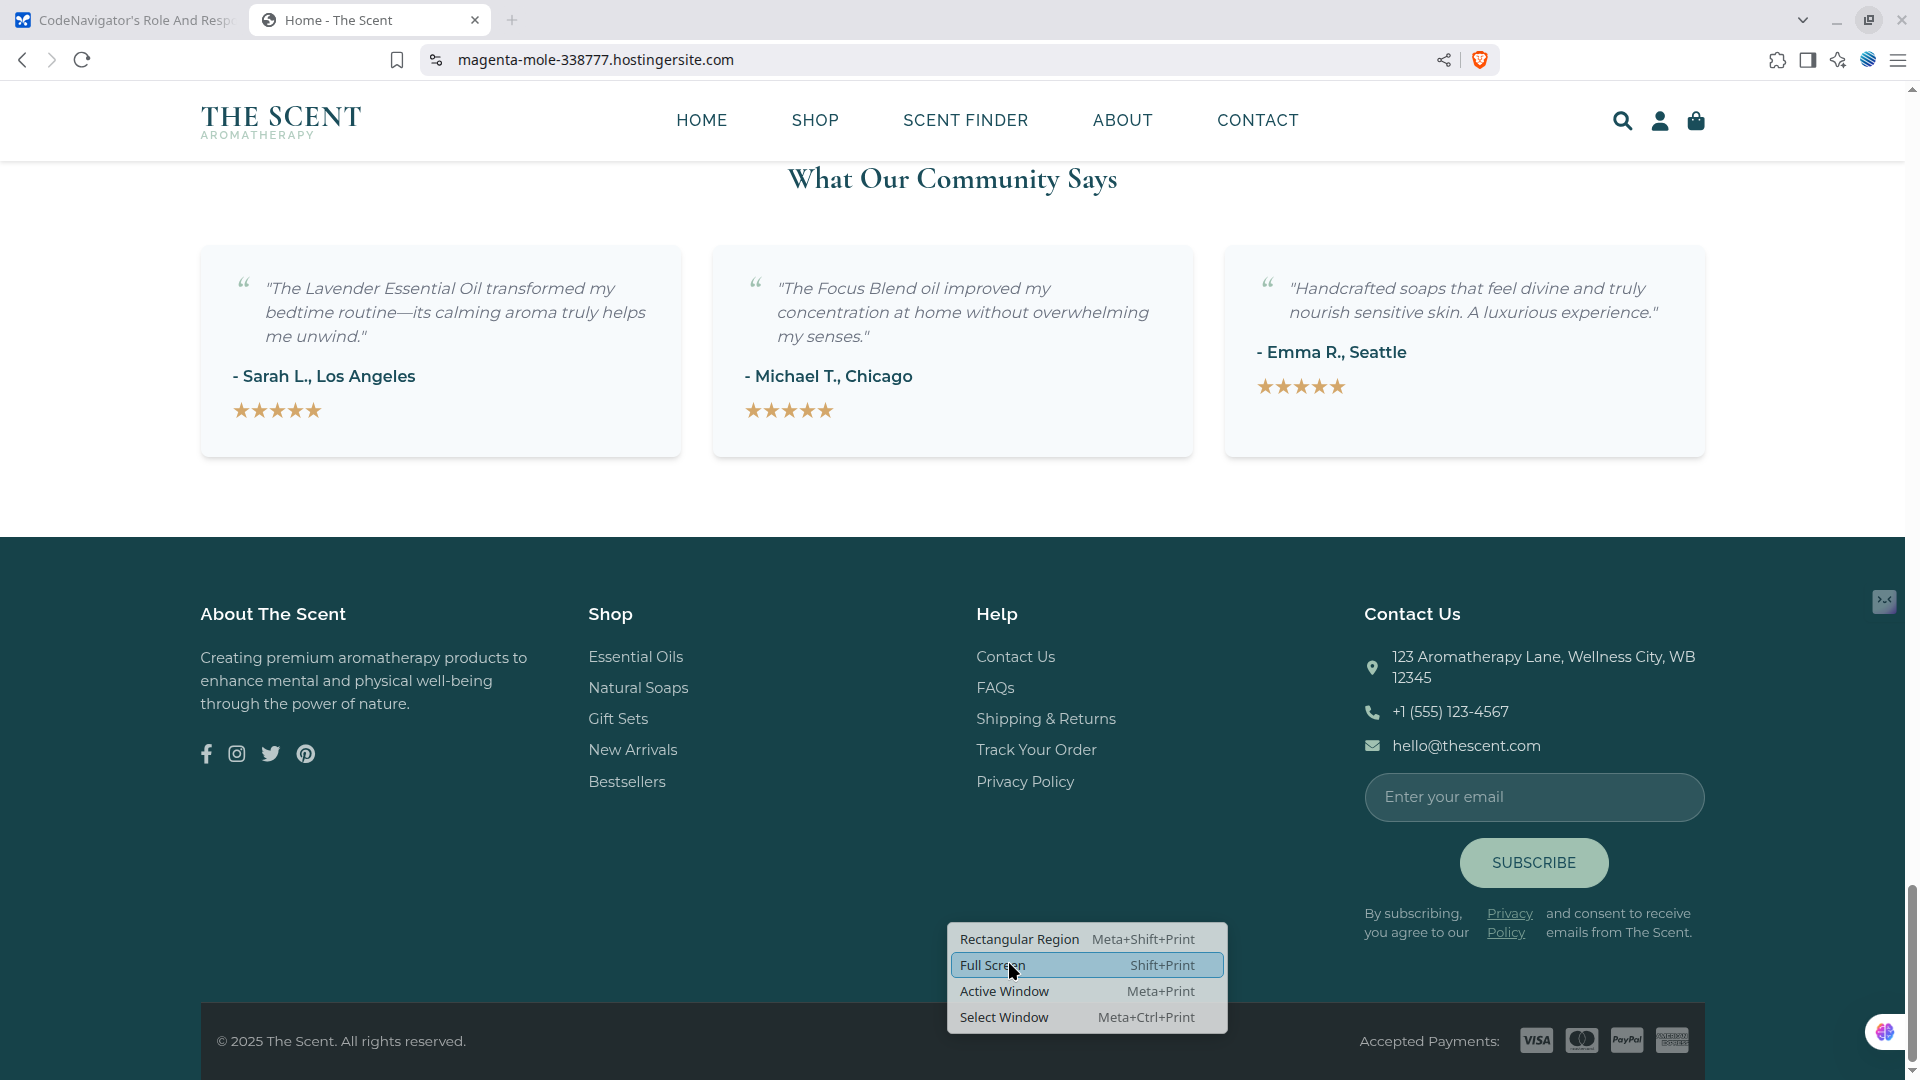 CodeNavigator's Role And Respo
Home - The Scent
magenta-mole-338777.hostingersite.com
THE SCENT
AROMATHERAPY
HOME
SHOP
SCENT FINDER
ABOUT
CONTACT
What Our Community Says
“
"The Lavender Essential Oil transformed my
bedtime routine—its calming aroma truly helps
me unwind."
- Sarah L., Los Angeles
★★★★★
“
"The Focus Blend oil improved my
concentration at home without overwhelming
my senses."
- Michael T., Chicago
★★★★★
“
"Handcrafted soaps that feel divine and truly
nourish sensitive skin. A luxurious experience."
- Emma R., Seattle
★★★★★
About The Scent
Creating premium aromatherapy products to
enhance mental and physical well-being
through the power of nature.
Shop
Essential Oils
Natural Soaps
Gift Sets
New Arrivals
Bestsellers
Help
Contact Us
FAQs
Shipping & Returns
Track Your Order
Privacy Policy
Contact Us
123 Aromatherapy Lane, Wellness City, WB
12345
+1 (555) 123-4567
hello@thescent.com
Enter your email
SUBSCRIBE
By subscribing, you agree to our
Privacy Policy
and consent to receive emails from The Scent.
Rectangular Region Meta+Shift+Print
Full Screen Shift+Print
Active Window Meta+Print
Select Window Meta+Ctrl+Print
© 2025 The Scent. All rights reserved.
Accepted Payments:
VISA
PayPal
AMERICAN EXPRESS